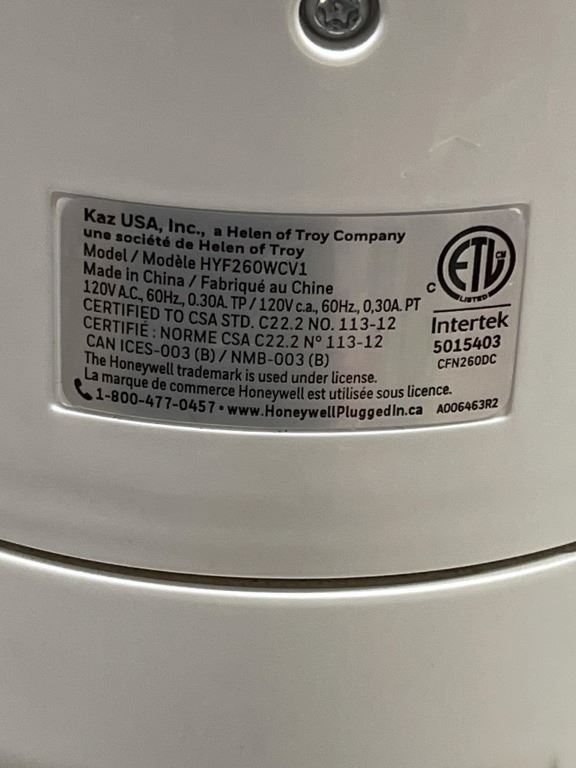 Kaz USA, Inc., a Helen of Troy Company
une société de Helen of Troy
Model / Modèle HYF260WCV1
Made in China / Fabriqué au Chine
120V A.C., 60Hz., 0.30A. TP / 120V c.a., 60Hz., 0,30A. PT
CERTIFIED TO CSA STD. C22.2 NO. 113-12
CERTIFIÉ : NORME CSA C22.2 N° 113-12
CAN ICES-003 (B) / NMB-003 (B)
The Honeywell trademark is used under license.
La marque de commerce Honeywell est utilisée sous licence.
1-800-477-0457 • www.HoneywellPluggedIn.ca
C ETL CM
LISTED
Intertek
5015403
CFN260DC
A006463R2